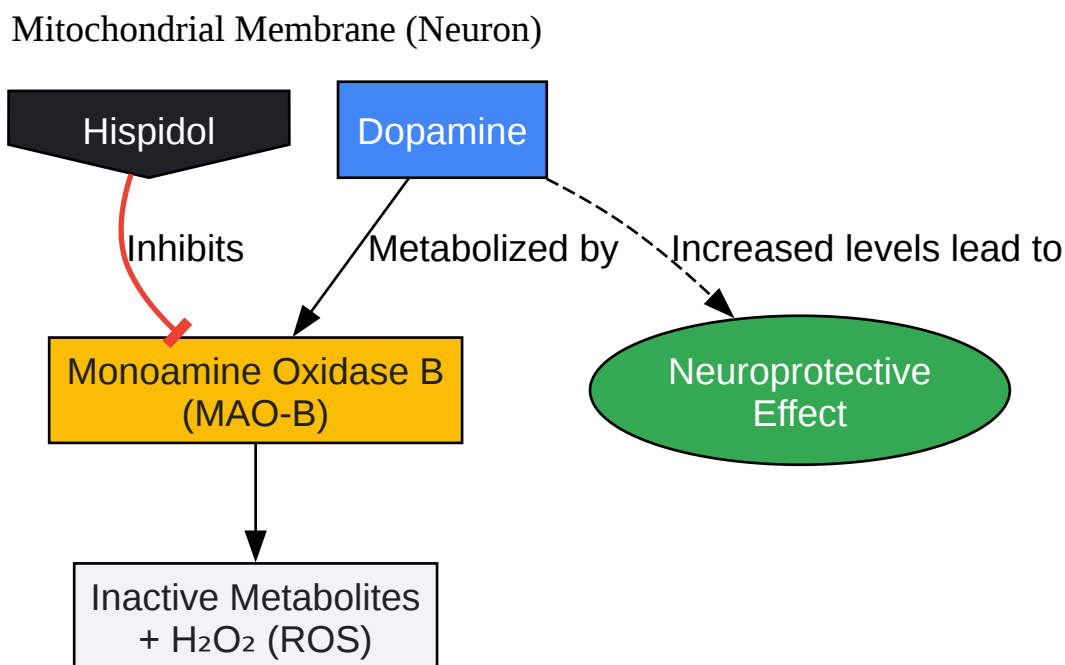 Mitochondrial Membrane (Neuron)
Hispidol
Dopamine
Inhibits
Metabolized by
Increased levels lead to
Monoamine Oxidase B
(MAO-B)
Neuroprotective
Effect
Inactive Metabolites
+ H₂O₂ (ROS)